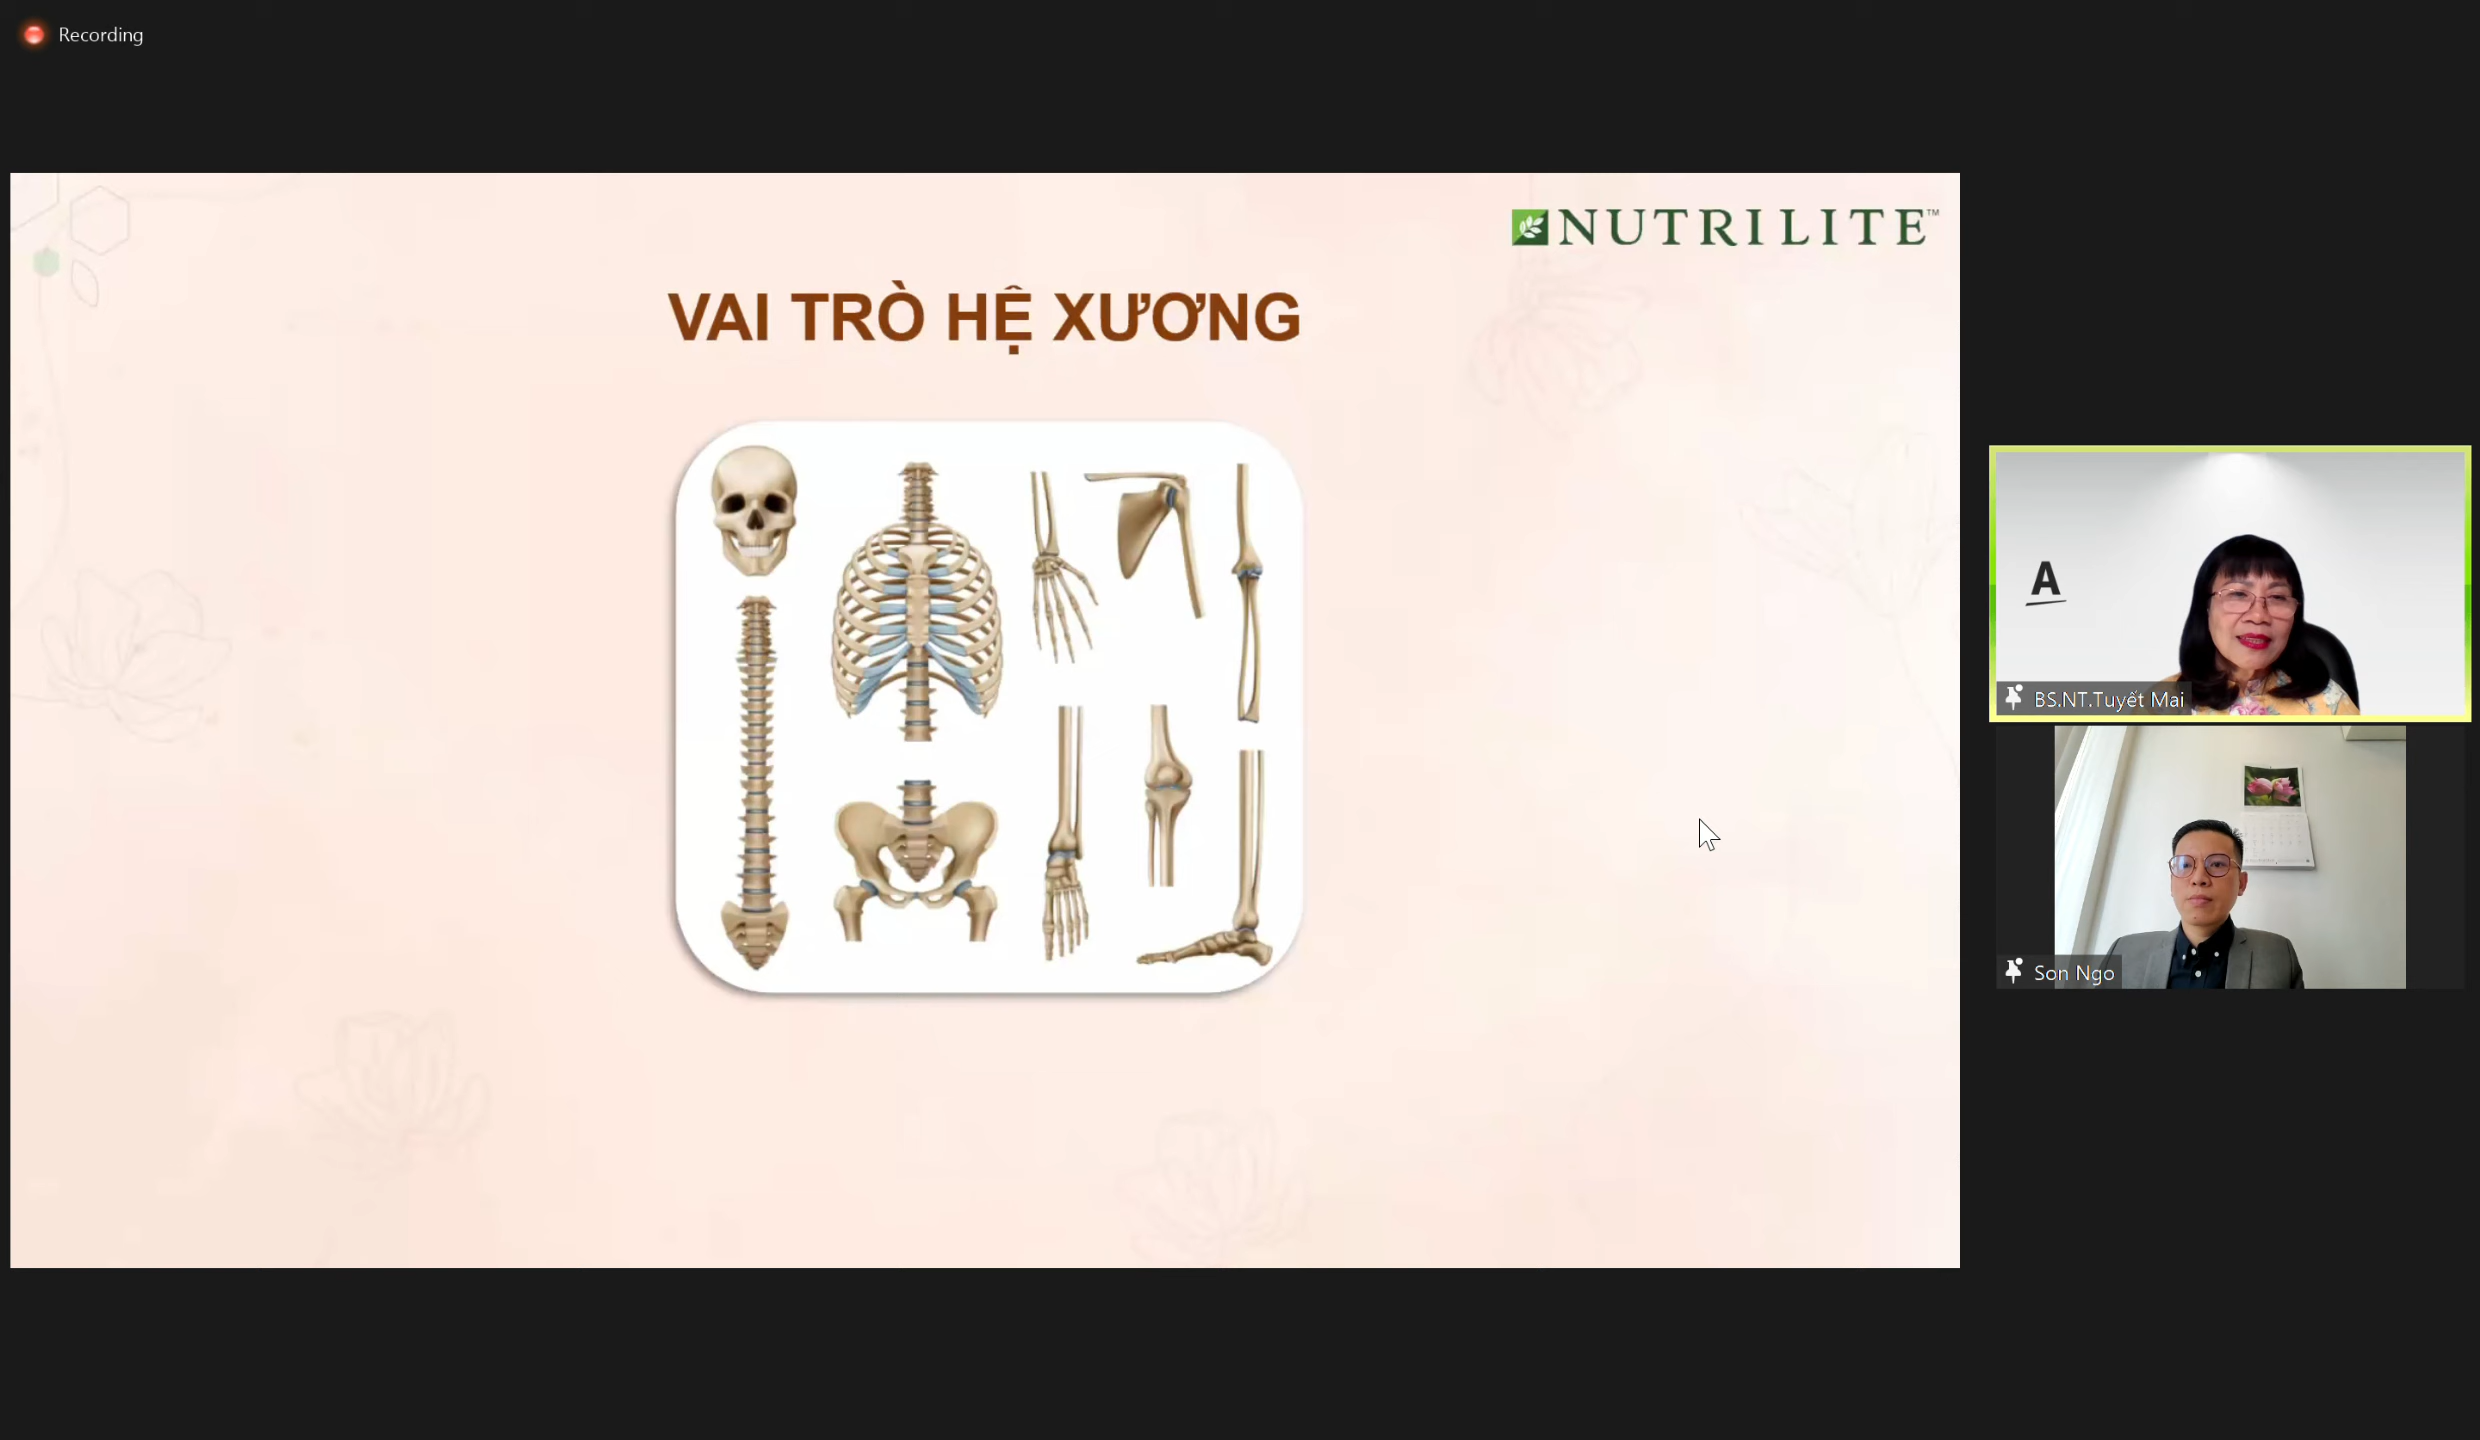 Recording
NUTRILITE™
VAI TRÒ HỆ XƯƠNG
A
BS.NT.Tuyết Mai
Son Ngo